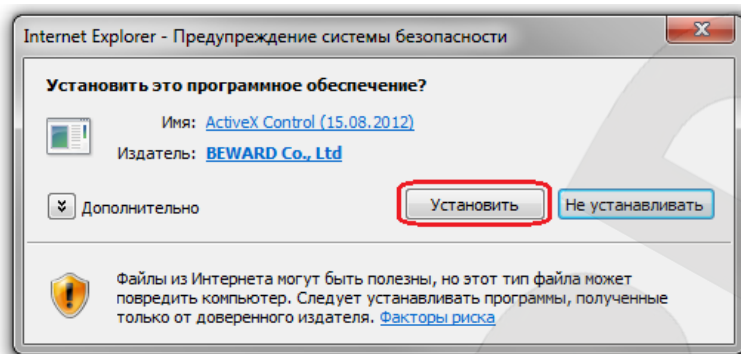 Internet Explorer - Предупреждение системы безопасности
Установить это программное обеспечение?
Имя: ActiveX Control (15.08.2012)
Издатель: BEWARD Co., Ltd
Дополнительно Установить Не устанавливать
Файлы из Интернета могут быть полезны, но этот тип файла может
повредить компьютер. Следует устанавливать программы, полученные
только от доверенного издателя. Факторы риска